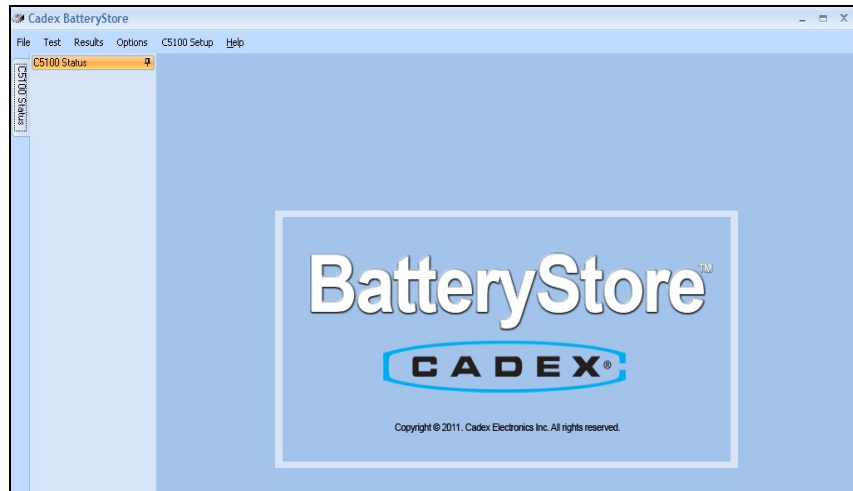 Cadex BatteryStore
File Test Results Options C5100 Setup Help
C5100 Status
C5100 Status
BatteryStore™
CADEX®
Copyright © 2011. Cadex Electronics Inc. All rights reserved.